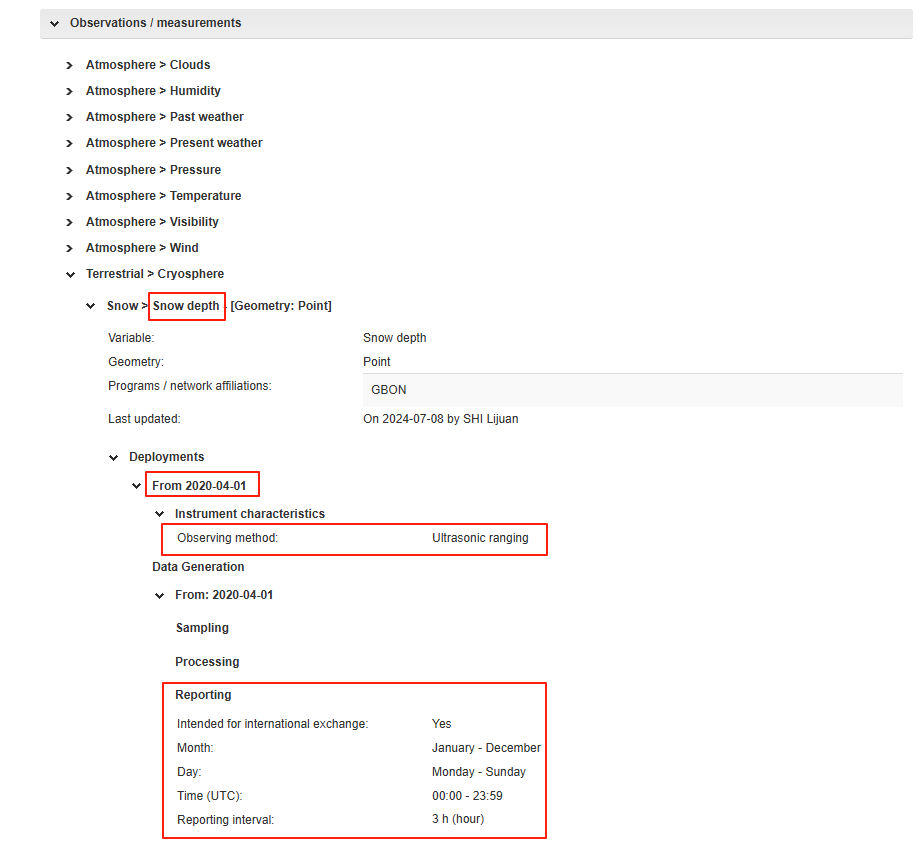 Observations / measurements
Atmosphere > Clouds
Atmosphere > Humidity
Atmosphere > Past weather
Atmosphere > Present weather
Atmosphere > Pressure
Atmosphere > Temperature
Atmosphere > Visibility
Atmosphere > Wind
Terrestrial > Cryosphere
Snow > Snow depth - [Geometry: Point]
Variable: Snow depth
Geometry: Point
Programs / network affiliations: GBON
Last updated: On 2024-07-08 by SHI Lijuan
Deployments
From 2020-04-01
Instrument characteristics
Observing method: Ultrasonic ranging
Data Generation
From: 2020-04-01
Sampling
Processing
Reporting
Intended for international exchange: Yes
Month: January - December
Day: Monday - Sunday
Time (UTC): 00:00 - 23:59
Reporting interval: 3 h (hour)